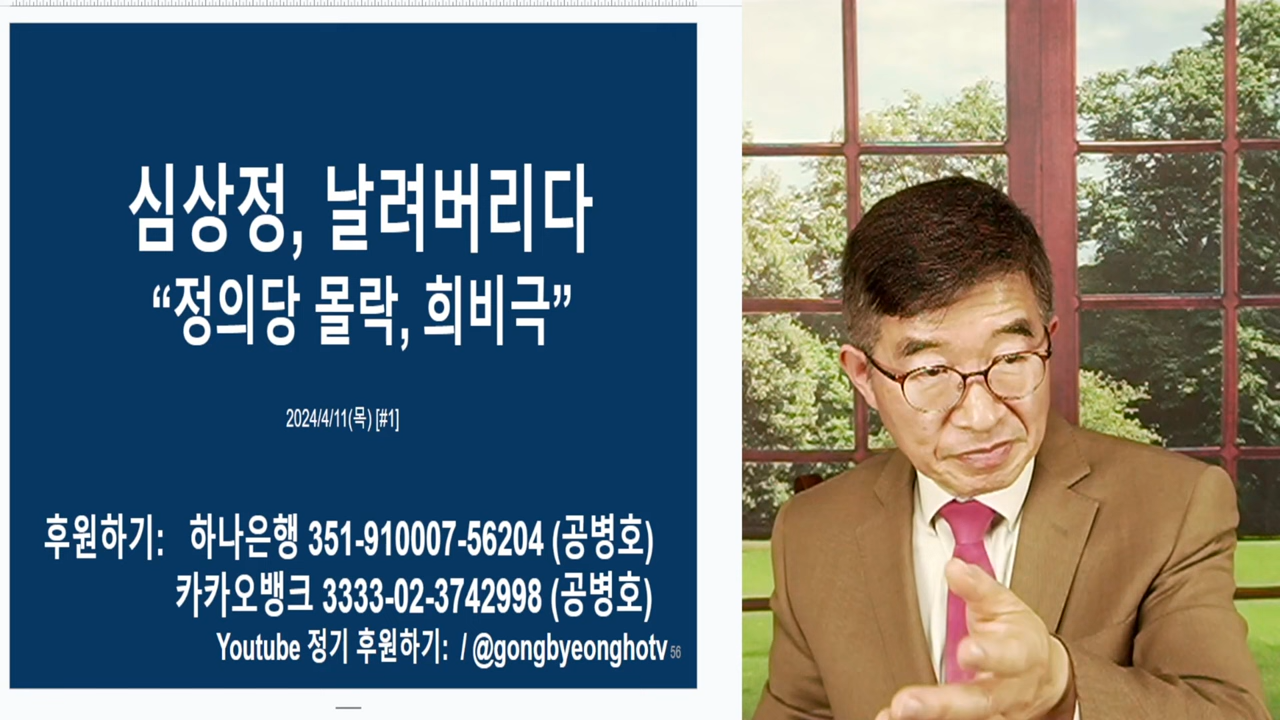 심상정, 날려버리다
“정의당 몰락, 희비극”
2024/4/11(목) [#1]
후원하기: 하나은행 351-910007-56204 (공병호)
카카오뱅크 3333-02-3742998 (공병호)
Youtube 정기 후원하기: / @gongbyeonghotv 56